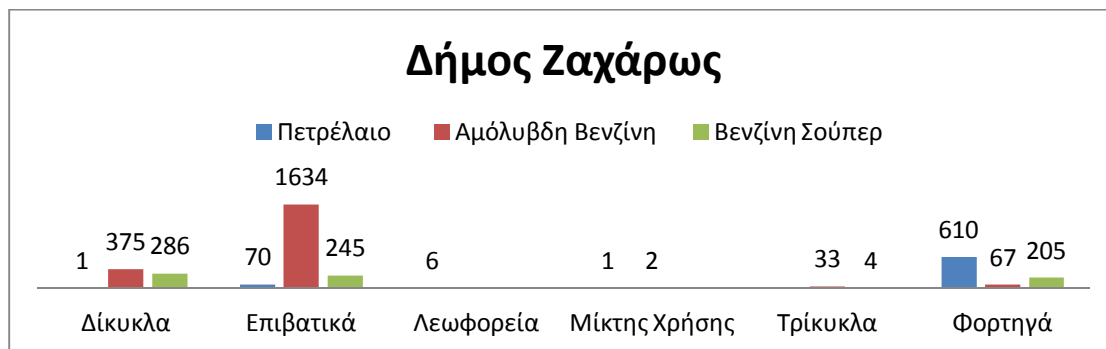 Δήμος Ζαχάρως
Πετρέλαιο Αμόλυβδη Βενζίνη Βενζίνη Σούπερ
1 375 286 70 1634 245 6 1 2 33 4 610 67 205
Δίκυκλα Επιβατικά Λεωφορεία Μίκτης Χρήσης Τρίκυκλα Φορτηγά